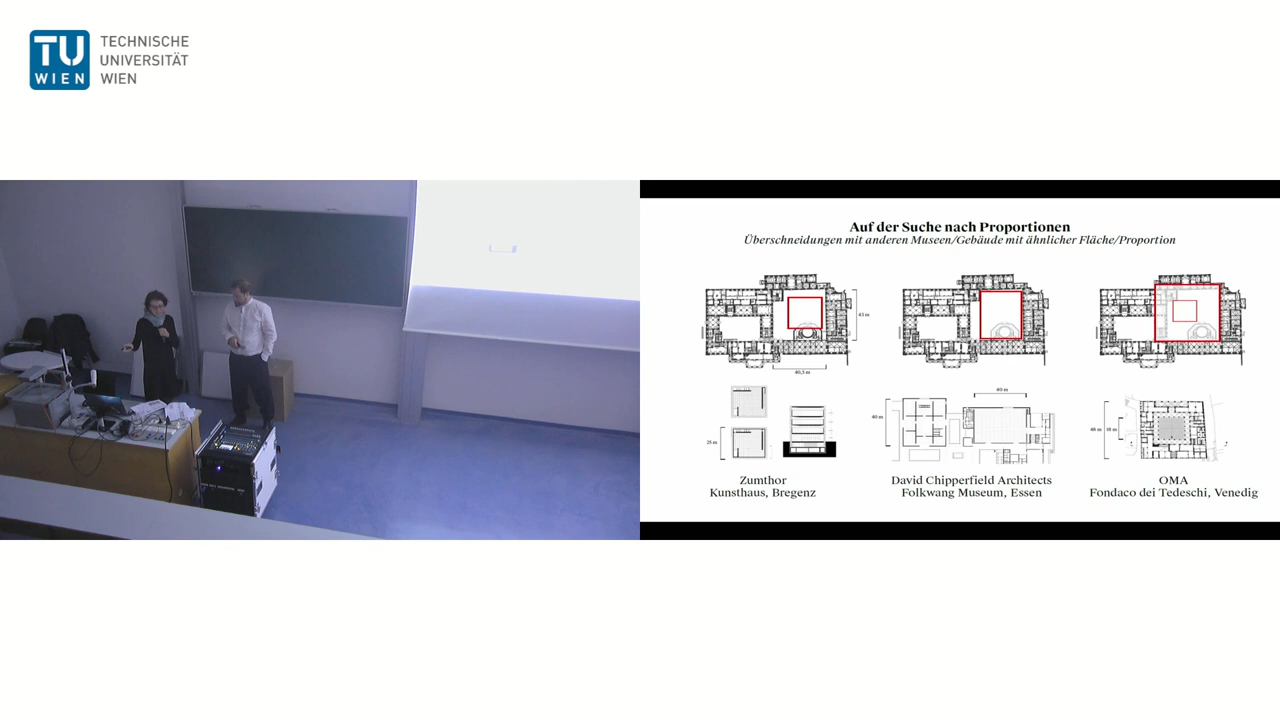 TU
WIEN
TECHNISCHE
UNIVERSITÄT
WIEN
Auf der Suche nach Proportionen
Überschneidungen mit anderen Museen/Gebäude mit ähnlicher Fläche/Proportion
43 m
40,5 m
25 m
40 m
40 m
48 m
18 m
Zumthor
Kunsthaus, Bregenz
David Chipperfield Architects
Folkwang Museum, Essen
OMA
Fondaco dei Tedeschi, Venedig